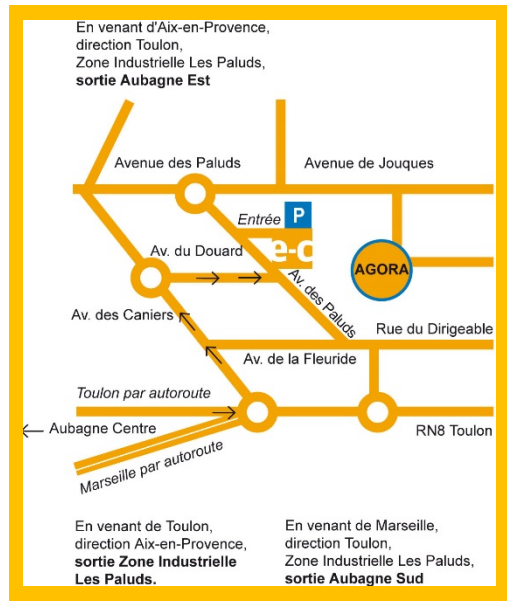 En venant d'Aix-en-Provence,
direction Toulon,
Zone Industrielle Les Paluds,
sortie Aubagne Est
Avenue des Paluds
Avenue de Jouques
Entrée
P
e-c
Av. du Douard
AGORA
Av. des Paluds
Av. des Caniers
Rue du Dirigeable
Av. de la Fleuride
Toulon par autoroute
Aubagne Centre
RN8 Toulon
Marseille par autoroute
En venant de Toulon,
direction Aix-en-Provence,
sortie Zone Industrielle
Les Paluds.
En venant de Marseille,
direction Toulon,
Zone Industrielle Les Paluds,
sortie Aubagne Sud